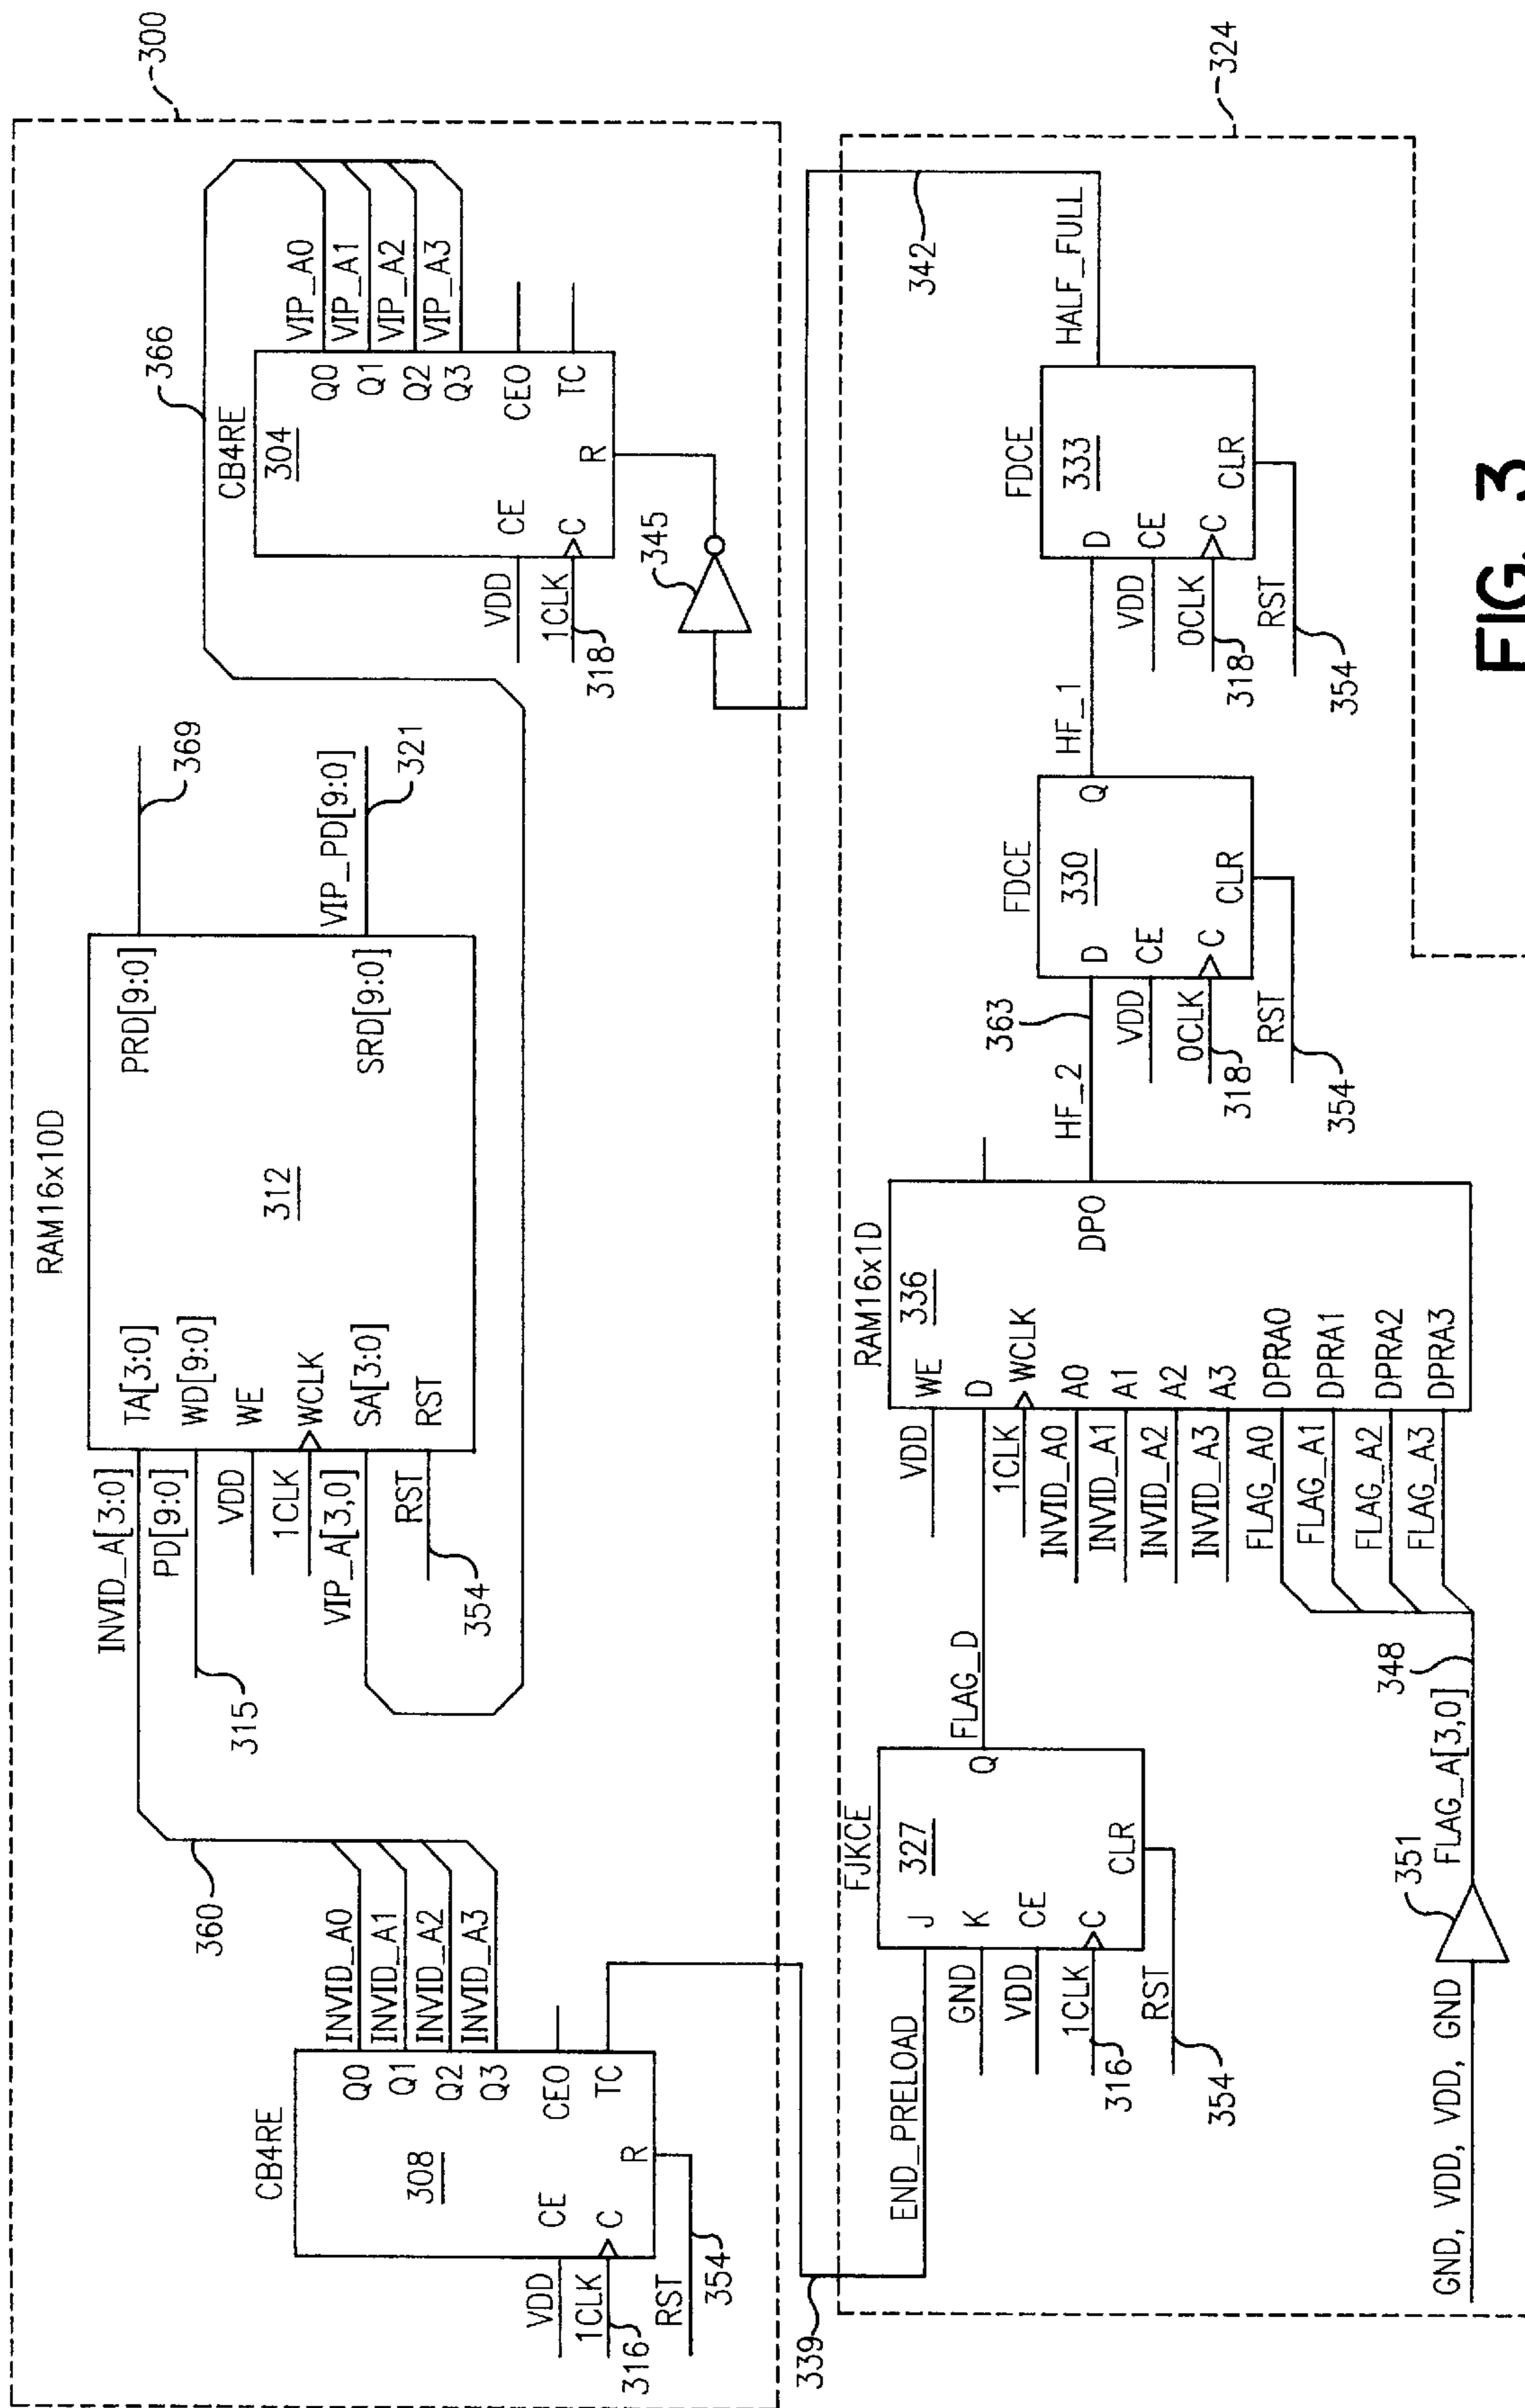 300
CB4RE
308
Q0
Q1
Q2
Q3
CEO
TC
CE
C
R
VDD
1CLK
316
RST
354
INVID_A0
INVID_A1
INVID_A2
INVID_A3
360
INVID_A[3:0]
PD[9:0]
315
VDD
1CLK
VIP_A[3,0]
RST
354
RAM16x10D
312
TA[3:0]
WD[9:0]
WE
WCLK
SA[3:0]
RST
PRD[9:0]
SRD[9:0]
369
VIP_PD[9:0]
321
366
CB4RE
304
Q0
Q1
Q2
Q3
CEO
TC
CE
C
R
VDD
1CLK
318
VIP_A0
VIP_A1
VIP_A2
VIP_A3
345
339
342
324
END_PRELOAD
GND
VDD
1CLK
316
RST
354
FJKCE
327
J
K
CE
C
Q
CLR
FLAG_D
GND, VDD, VDD, GND
351
FLAG_A[3,0]
348
RAM16x1D
336
VDD
1CLK
INVID_A0
INVID_A1
INVID_A2
INVID_A3
FLAG_A0
FLAG_A1
FLAG_A2
FLAG_A3
WE
D
WCLK
A0
A1
A2
A3
DPRA0
DPRA1
DPRA2
DPRA3
DPO
HF_2
363
VDD
OCLK
318
RST
354
FDCE
330
D
CE
C
Q
CLR
HF_1
VDD
OCLK
318
RST
354
FDCE
333
D
CE
C
CLR
HALF_FULL
FIG. 3